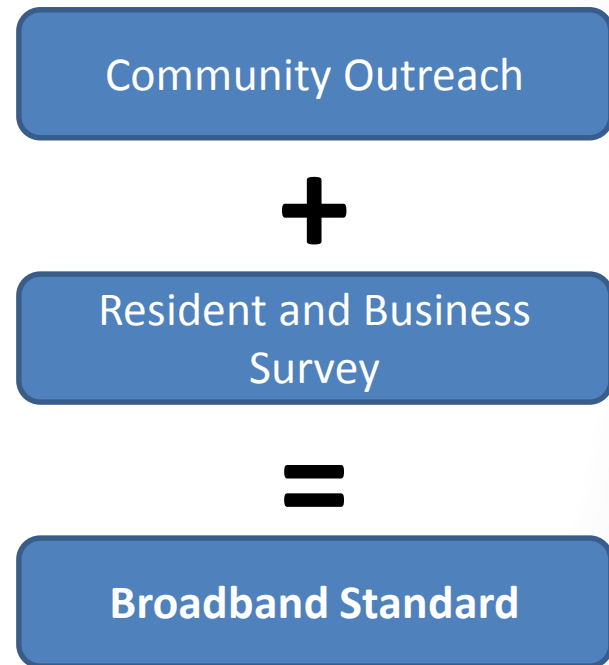 Community Outreach
+
Resident and Business
Survey
=
Broadband Standard